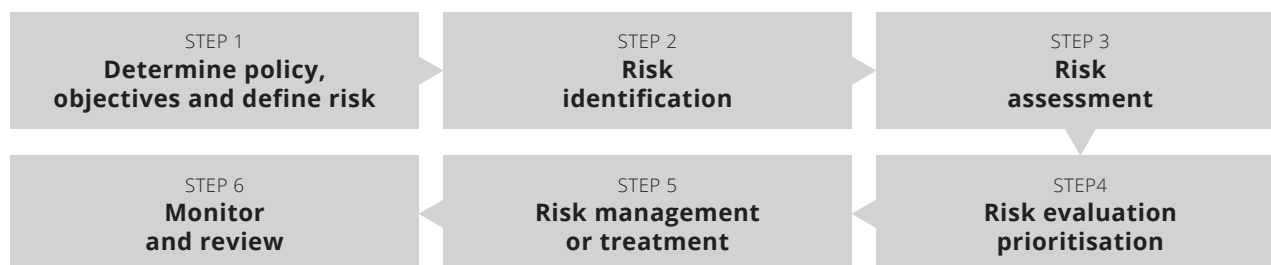 STEP 1
Determine policy,
objectives and define risk
STEP 2
Risk
identification
STEP 3
Risk
assessment
STEP4
Risk evaluation
prioritisation
STEP 5
Risk management
or treatment
STEP 6
Monitor
and review